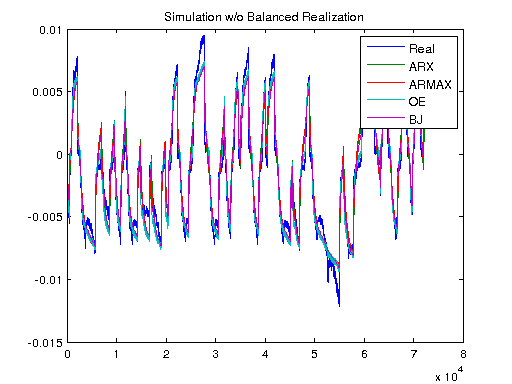 Simulation w/o Balanced Realization
0.01
0.005
0
-0.005
-0.01
-0.015
0 1 2 3 4 5 6 7 8
x 10^4
Real
ARX
ARMAX
OE
BJ